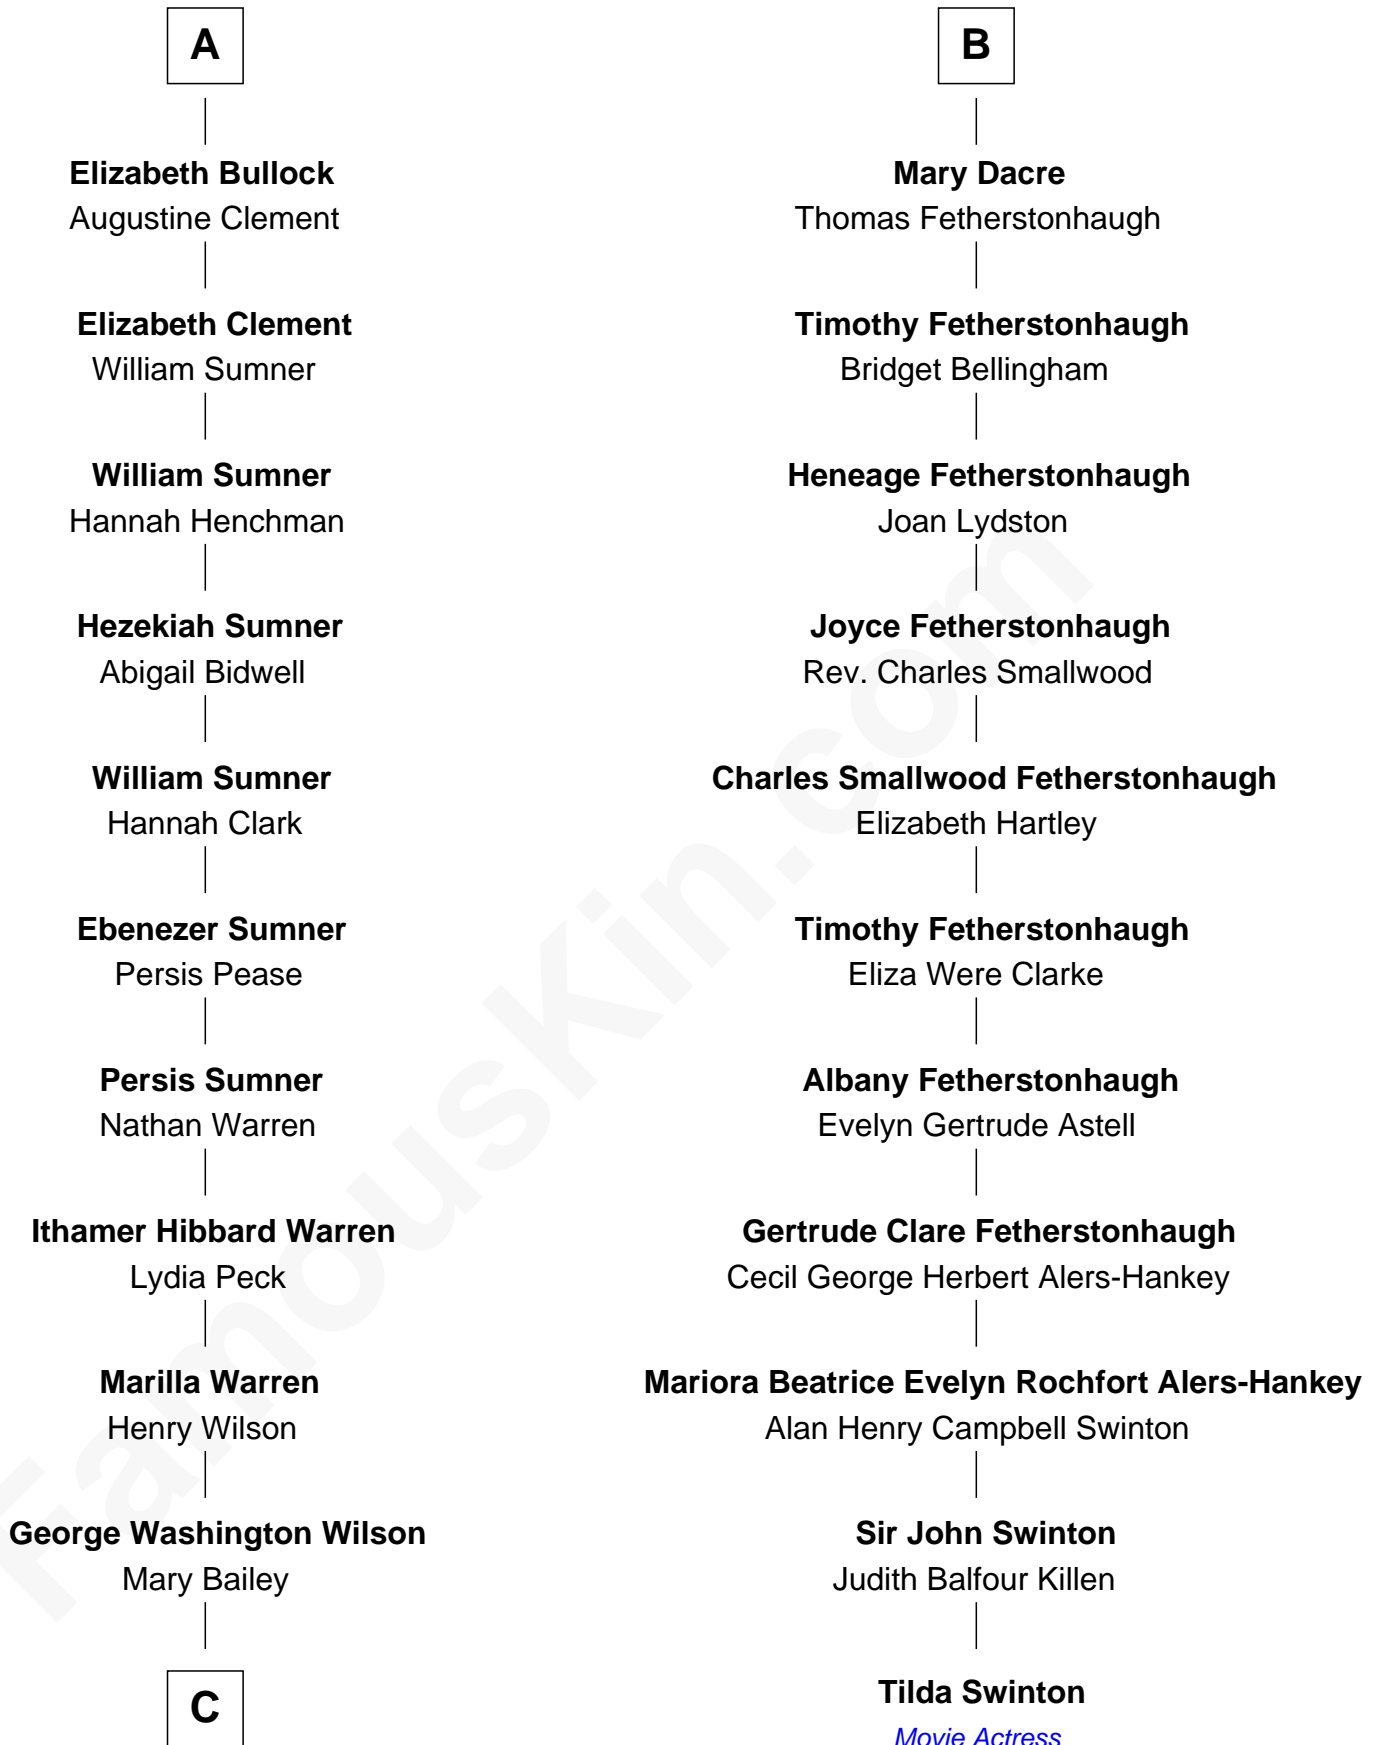 A
Elizabeth Bullock
Augustine Clement
Elizabeth Clement
William Sumner
William Sumner
Hannah Henchman
Hezekiah Sumner
Abigail Bidwell
William Sumner
Hannah Clark
Ebenezer Sumner
Persis Pease
Persis Sumner
Nathan Warren
Ithamer Hibbard Warren
Lydia Peck
Marilla Warren
Henry Wilson
George Washington Wilson
Mary Bailey
C
B
Mary Dacre
Thomas Fetherstonhaugh
Timothy Fetherstonhaugh
Bridget Bellingham
Heneage Fetherstonhaugh
Joan Lydston
Joyce Fetherstonhaugh
Rev. Charles Smallwood
Charles Smallwood Fetherstonhaugh
Elizabeth Hartley
Timothy Fetherstonhaugh
Eliza Were Clarke
Albany Fetherstonhaugh
Evelyn Gertrude Astell
Gertrude Clare Fetherstonhaugh
Cecil George Herbert Alers-Hankey
Mariora Beatrice Evelyn Rochfort Alers-Hankey
Alan Henry Campbell Swinton
Sir John Swinton
Judith Balfour Killen
Tilda Swinton
Movie Actress
FamousKin.com